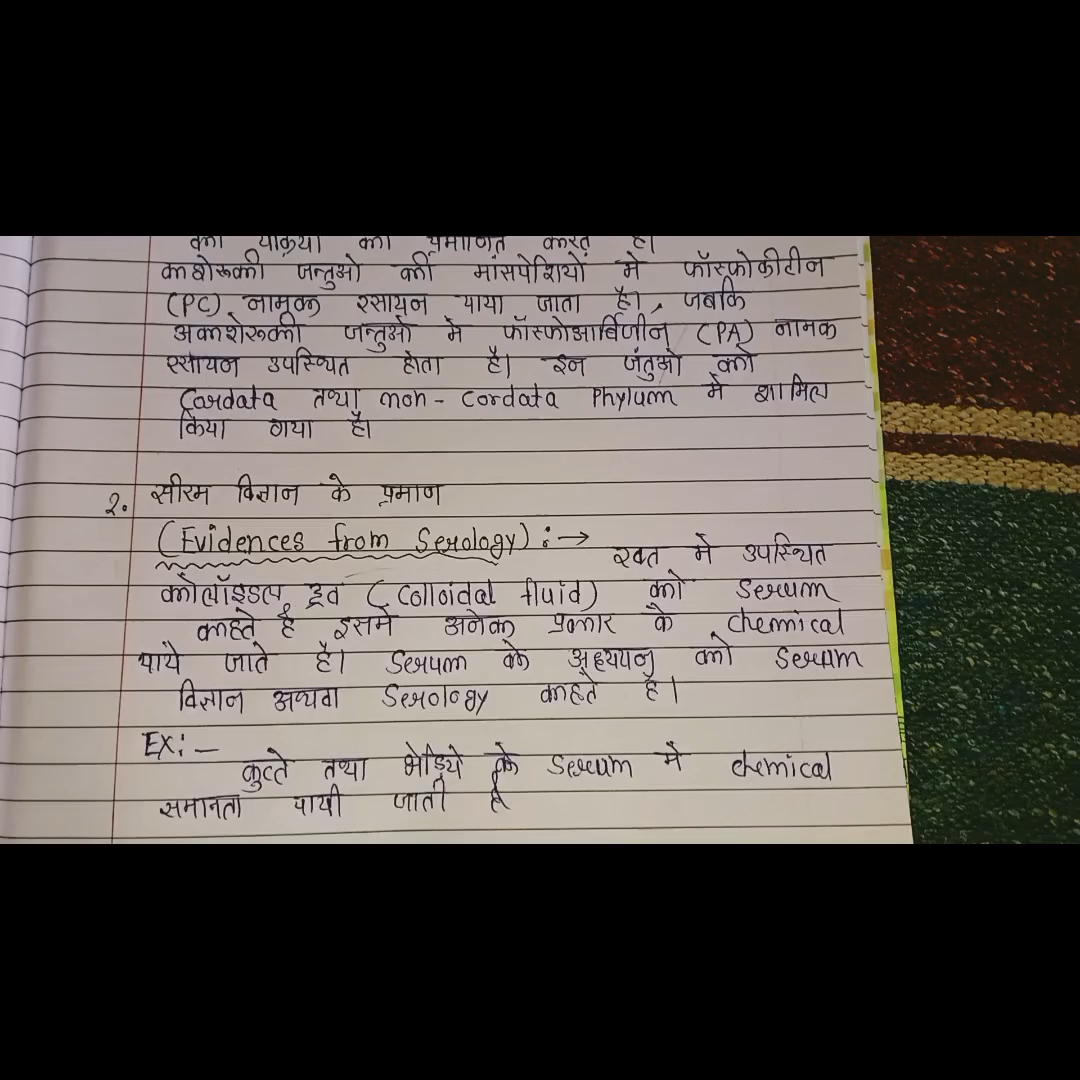 की याक्रिया को प्रमाणित करते है।
कशेरूकी जन्तुओ की मांसपेशियों मे फॉस्फोकीटीन
(PC) नामक रसायन पाया जाता है। , जबकि
अकशेरूकी जन्तुओ मे फॉस्फोआर्बिजीन (PA) नामक
रसायन उपस्थित होता है। इन जंतुओ को
Cordata तथा non - Cordata Phylum मे शामिल
किया गया है।
2. सीरम विज्ञान के प्रमाण
(Evidences from Serology) :→ रक्त मे उपस्थित
कोलॉइडल द्रव (Colloidal fluid) को Serum
कहते है इसमे अनेक प्रकार के chemical
पाये जाते है। Serum के अध्ययन को Serum
विज्ञान अथवा Serology कहते है।
EX: –
कुत्ते तथा भेड़िये के Serum मे chemical
समानता पायी जाती है